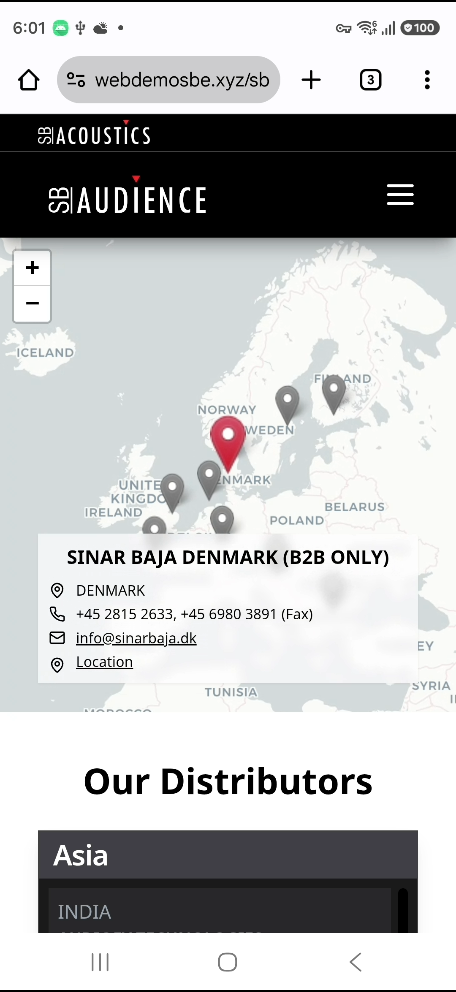 6:01
100
webdemosbe.xyz/sb
3
SB ACOUSTICS
SB AUDIENCE
+
−
ICELAND
FINLAND
NORWAY
SWEDEN
DENMARK
UNITED
KINGDOM
IRELAND
BELARUS
POLAND
SINAR BAJA DENMARK (B2B ONLY)
DENMARK
+45 2815 2633, +45 6980 3891 (Fax)
info@sinarbaja.dk
Location
EY
SYRIA
TUNISIA
MOROCCO
Our Distributors
Asia
INDIA